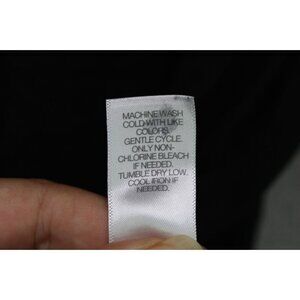 MACHINE WASH
COLD WITH LIKE
COLORS.
GENTLE CYCLE.
ONLY NON-
CHLORINE BLEACH
IF NEEDED.
TUMBLE DRY LOW.
COOL IRON IF
NEEDED.